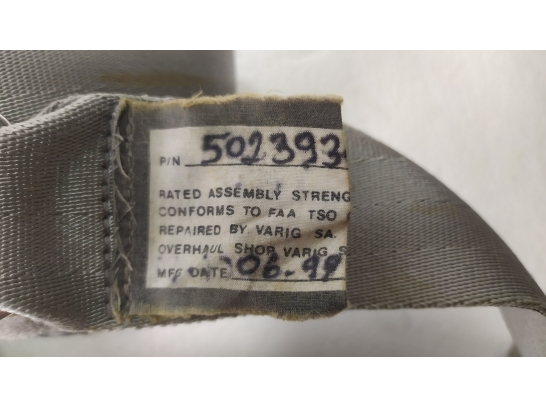 P/N 502393
RATED ASSEMBLY STRENG
CONFORMS TO FAA TSO
REPAIRED BY VARIG SA.
OVERHAUL SHOP VARIG S
MFG DATE 06-99